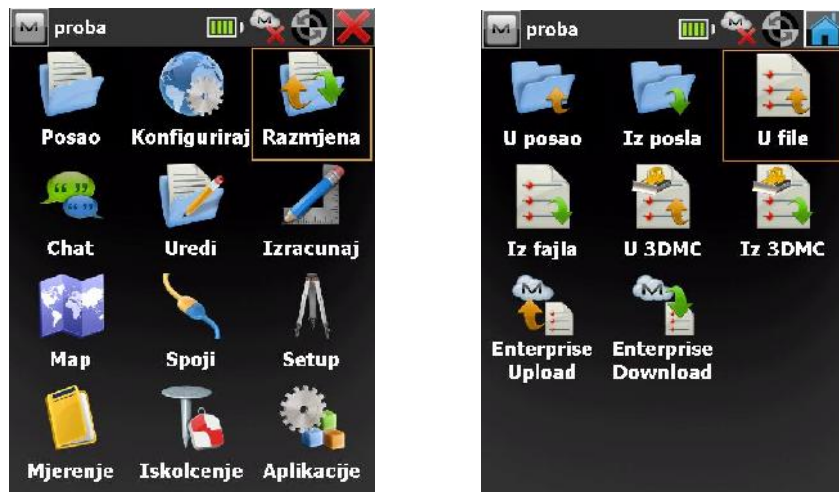 proba
Posao Konfiguriraj Razmjena
Chat Uredi Izracunaj
Map Spoji Setup
Mjerenje Iskolcenje Aplikacije
proba
U posao Iz posla U file
Iz fajla U 3DMC Iz 3DMC
Enterprise Enterprise
Upload Download